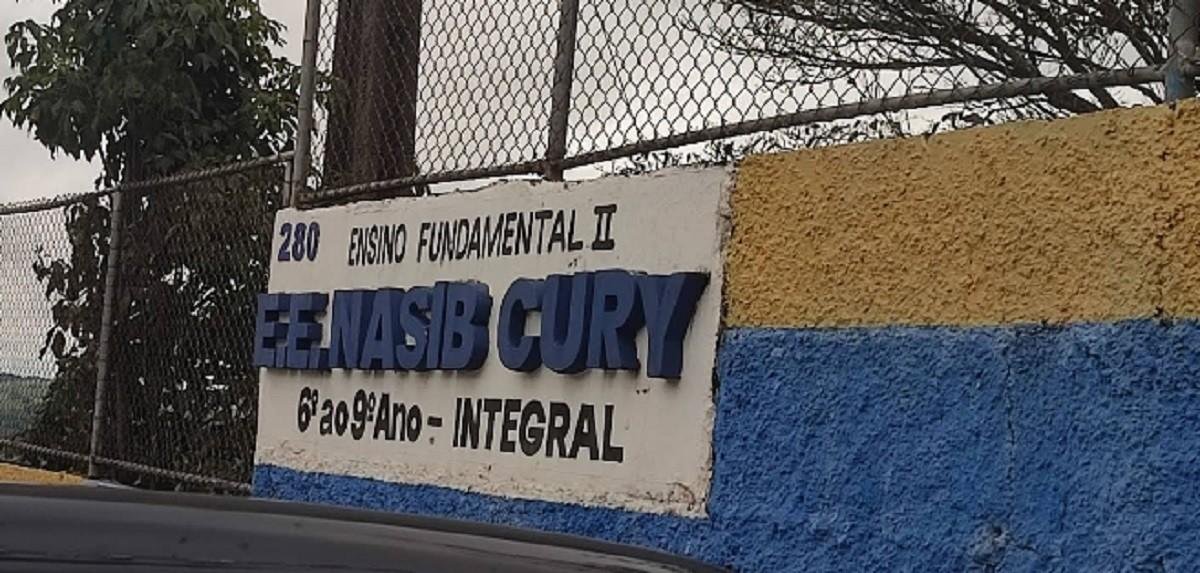 280 ENSINO FUNDAMENTAL II
E.E. NASIB CURY
6º ao 9º Ano - INTEGRAL